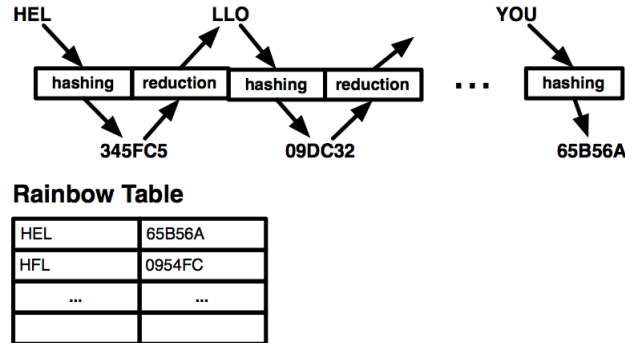 HEL LLO YOU
hashing reduction hashing reduction ... hashing
345FC5 09DC32 65B56A
Rainbow Table
HEL 65B56A
HFL 0954FC
... ...